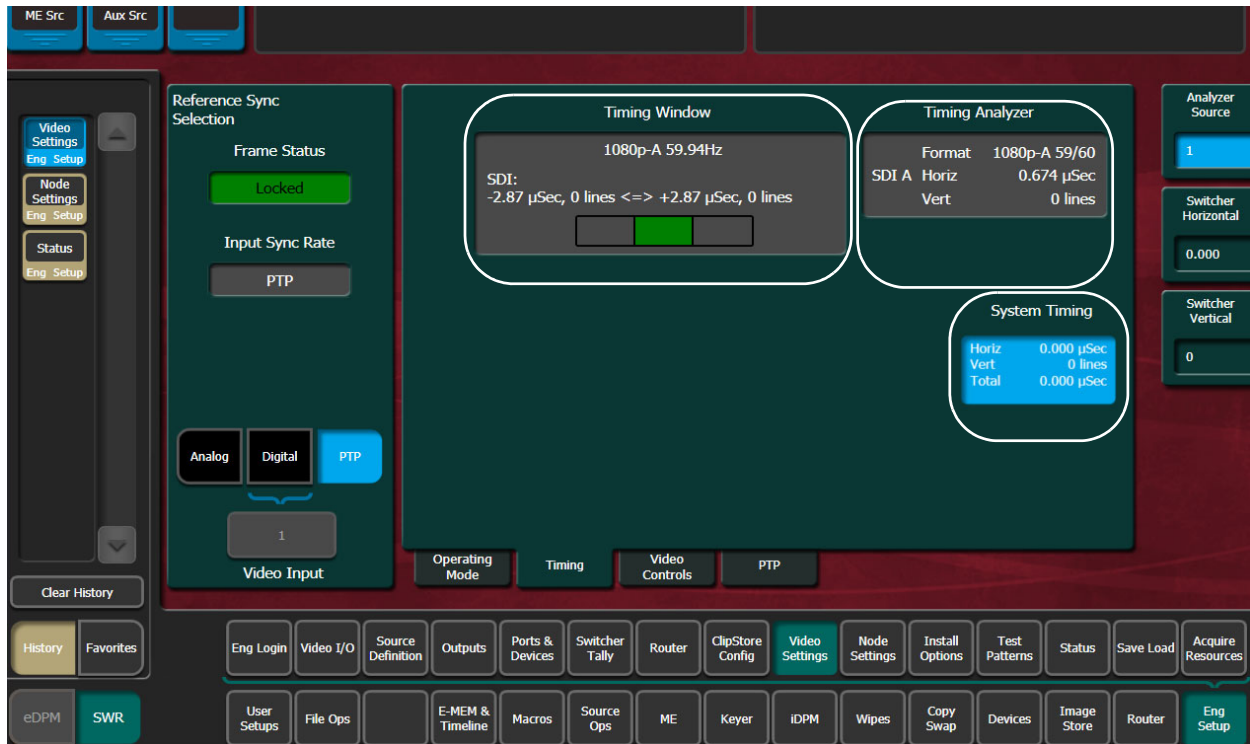 ME Src
Aux Src
Video
Settings
Eng Setup
Node
Settings
Eng Setup
Status
Eng Setup
Clear History
History
Favorites
eDPM
SWR
Reference Sync
Selection
Frame Status
Locked
Input Sync Rate
PTP
Analog
Digital
PTP
1
Video Input
Timing Window
1080p-A 59.94Hz
SDI:
-2.87 µSec, 0 lines <=> +2.87 µSec, 0 lines
Timing Analyzer
Format 1080p-A 59/60
SDI A Horiz 0.674 µSec
Vert 0 lines
System Timing
Horiz 0.000 µSec
Vert 0 lines
Total 0.000 µSec
Operating
Mode
Timing
Video
Controls
PTP
Analyzer
Source
1
Switcher
Horizontal
0.000
Switcher
Vertical
0
Eng Login
Video I/O
Source
Definition
Outputs
Ports &
Devices
Switcher
Tally
Router
ClipStore
Config
Video
Settings
Node
Settings
Install
Options
Test
Patterns
Status
Save Load
Acquire
Resources
User
Setups
File Ops
E-MEM &
Timeline
Macros
Source
Ops
ME
Keyer
iDPM
Wipes
Copy
Swap
Devices
Image
Store
Router
Eng
Setup